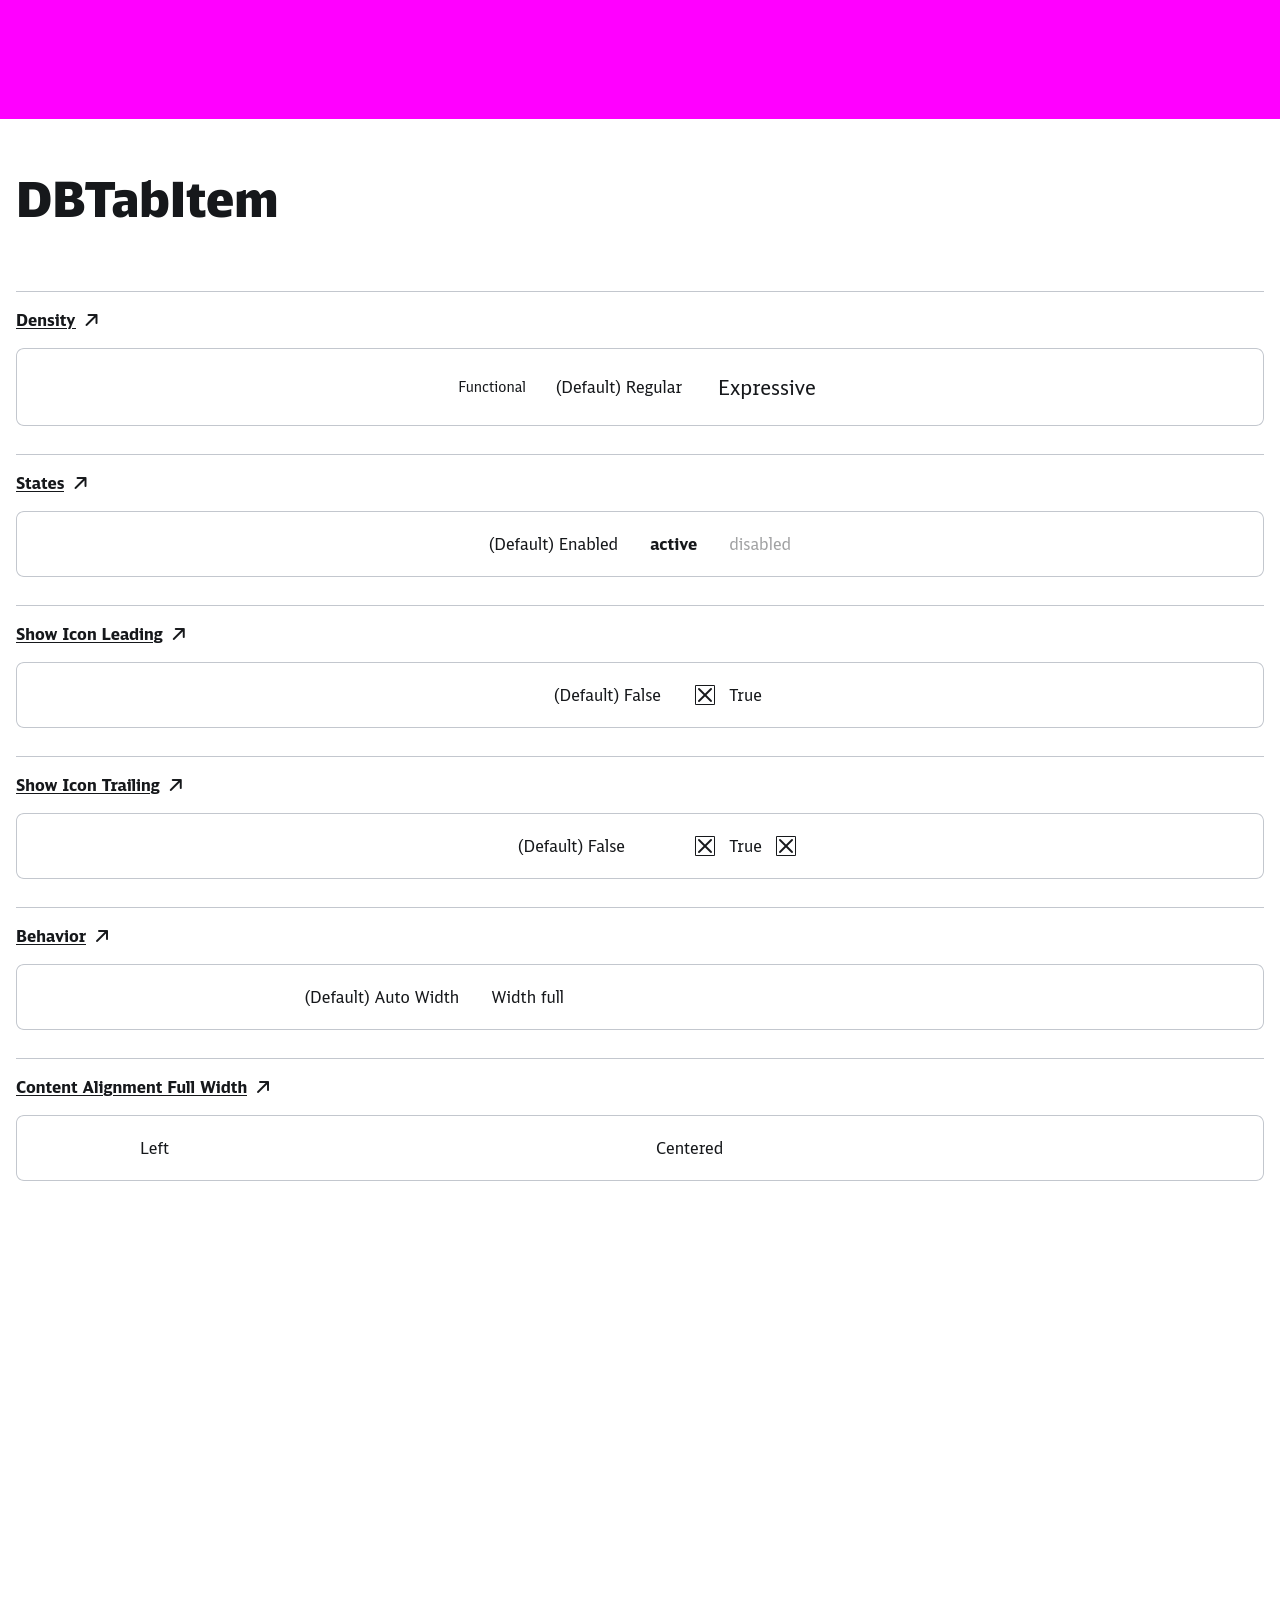 DBTabItem
Density
Functional (Default) Regular Expressive
States
(Default) Enabled active disabled
Show Icon Leading
(Default) False True
Show Icon Trailing
(Default) False True
Behavior
(Default) Auto Width Width full
Content Alignment Full Width
Left Centered